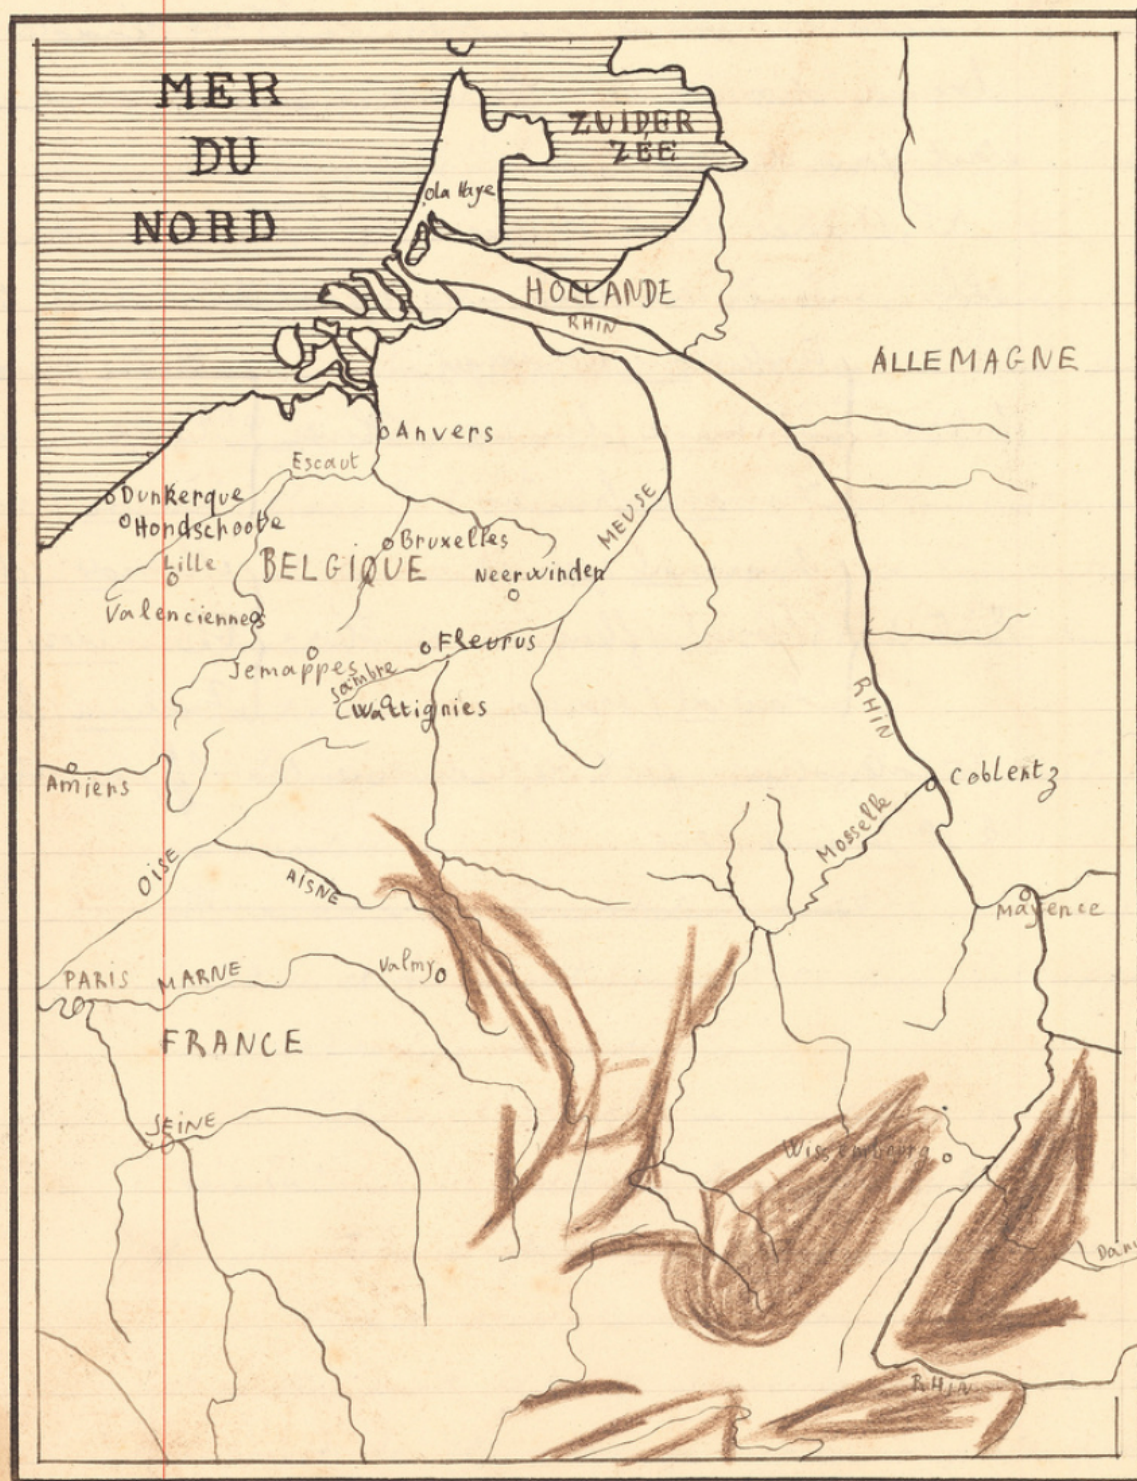 MER
DU
NORD
ZUIDER
ZÉE
La Haye
HOLLANDE
RHIN
ALLEMAGNE
Anvers
Escaut
Dunkerque
Hondschoote
Lille
BELGIQUE
Bruxelles
MEUSE
Neerwinden
Valenciennes
Fleurus
Jemappes
Sambre
Wattignies
RHIN
Amiens
Coblentz
Mosselle
OISE
AISNE
Mayence
Valmy
PARIS MARNE
FRANCE
SEINE
Wissembourg
RHIN